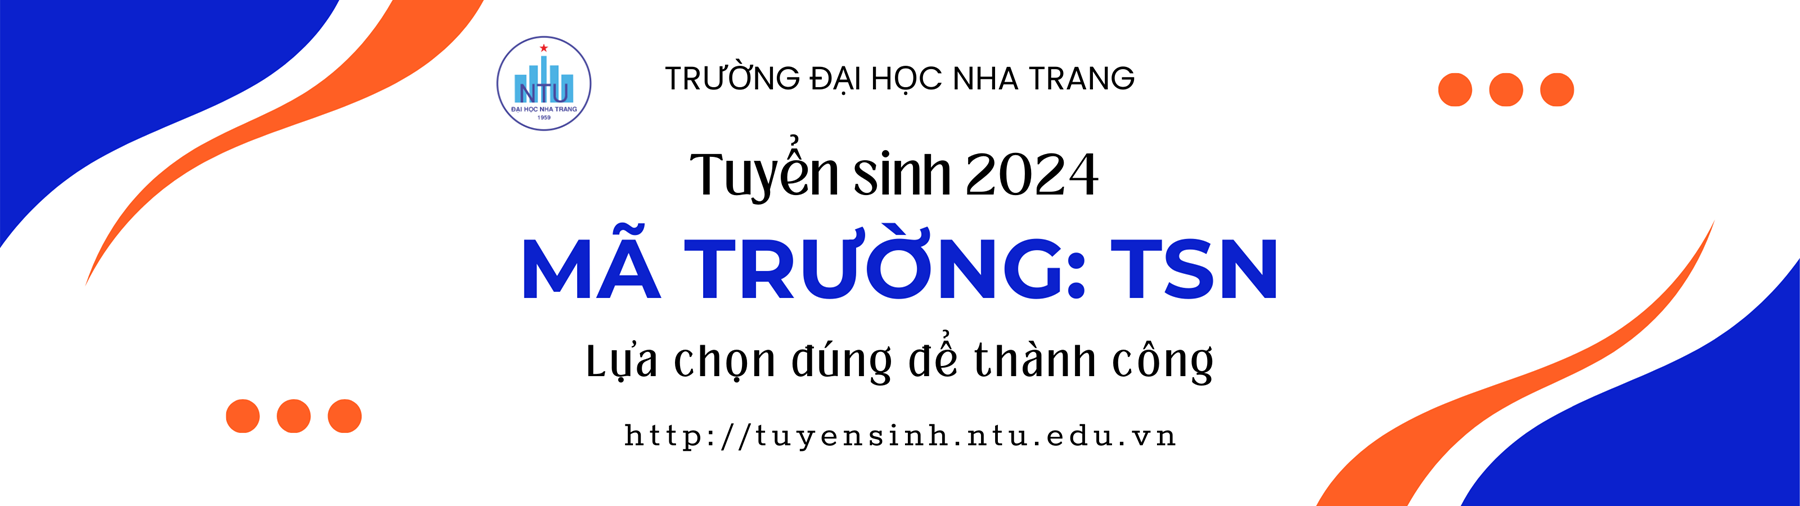 NTU
ĐẠI HỌC NHA TRANG
1959
TRƯỜNG ĐẠI HỌC NHA TRANG
Tuyển sinh 2024
MÃ TRƯỜNG: TSN
Lựa chọn đúng để thành công
http://tuyensinh.ntu.edu.vn